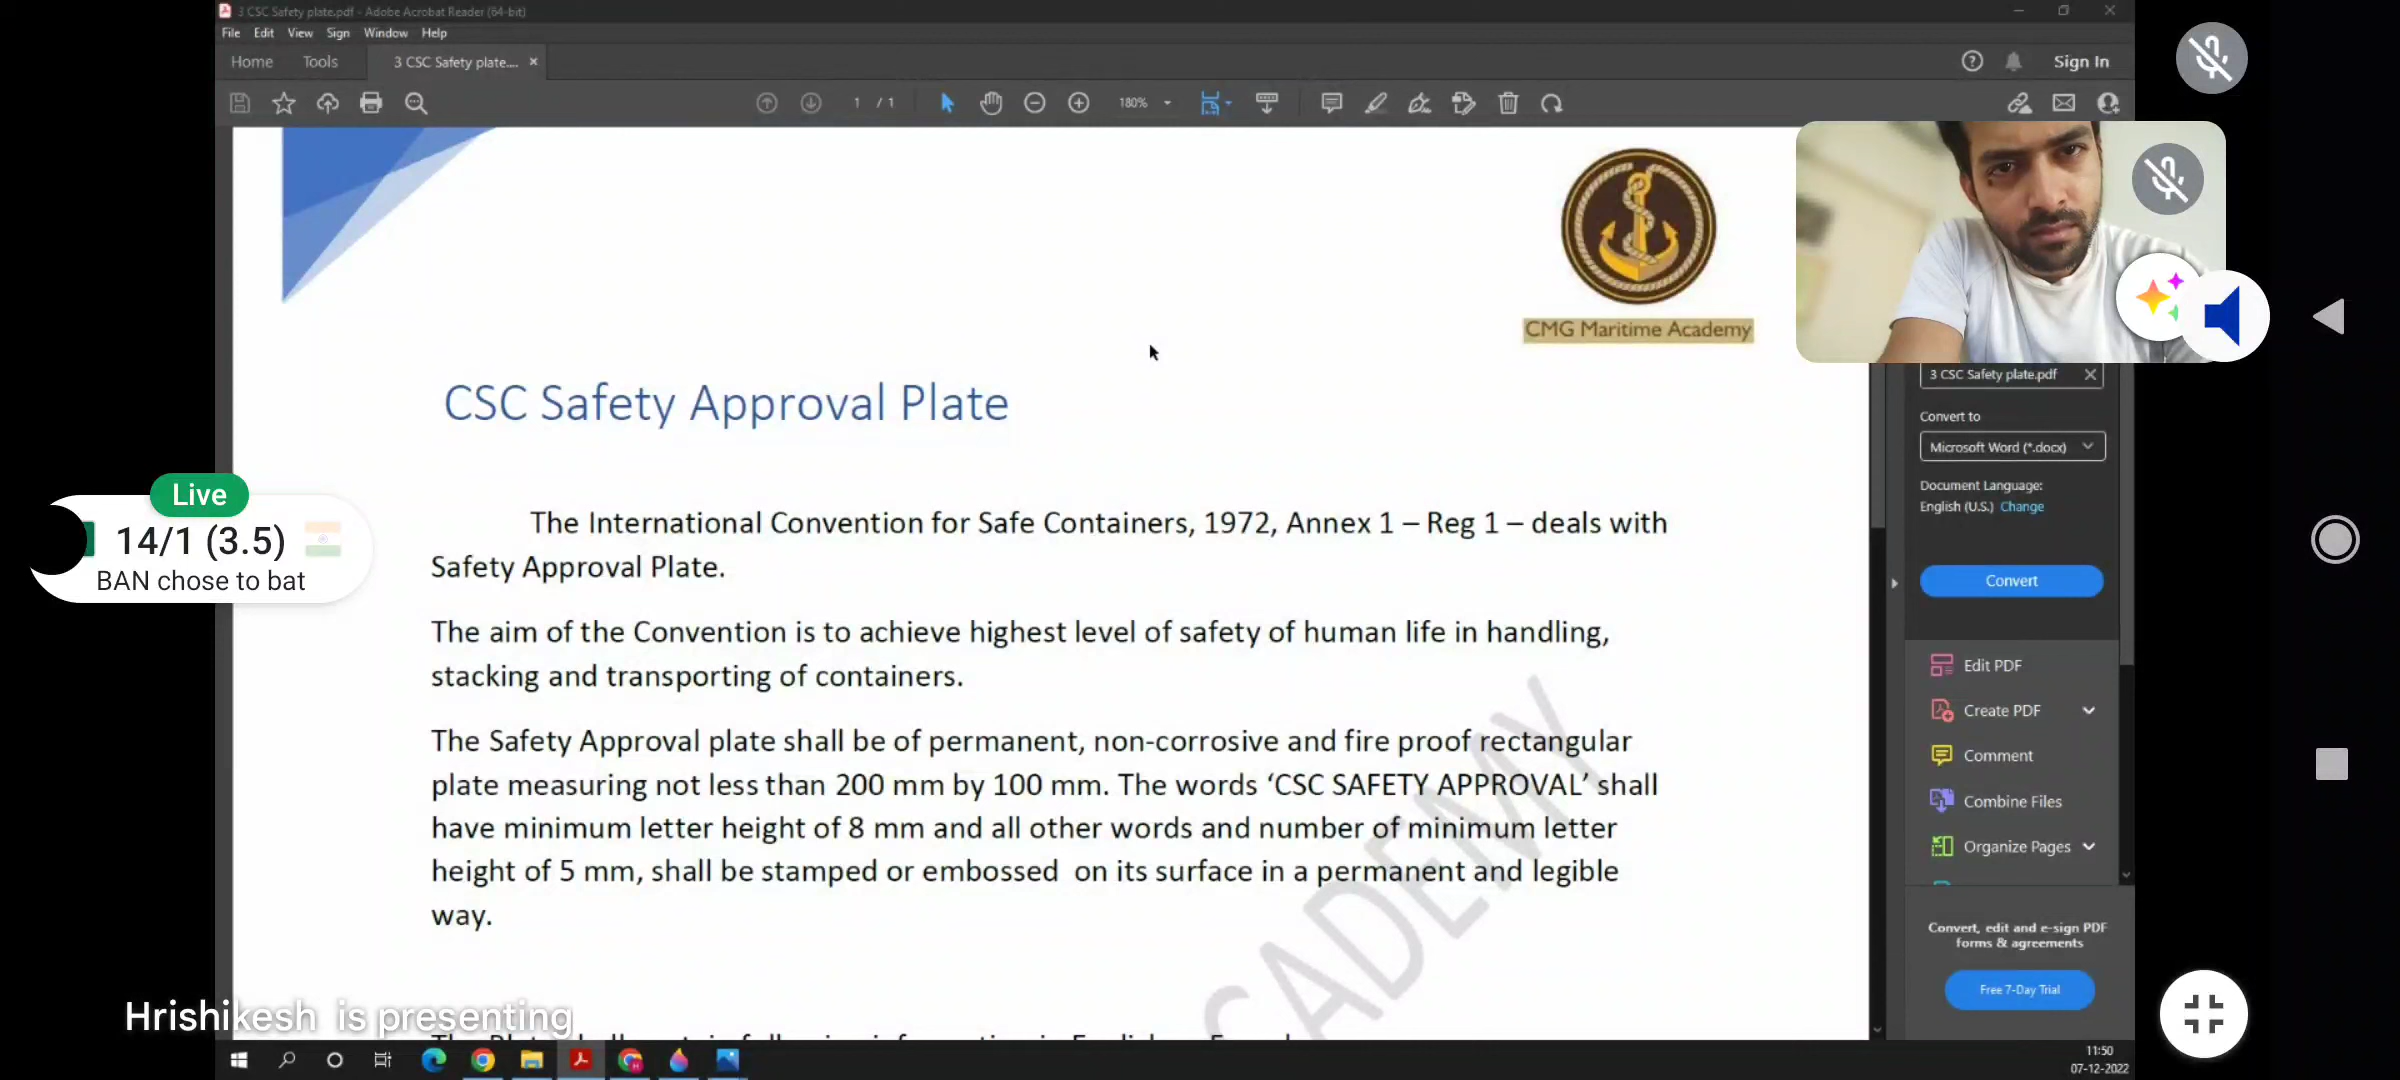 3 CSC Safety plate.pdf - Adobe Acrobat Reader (64-bit)
File Edit View Sign Window Help
Home Tools 3 CSC Safety plate.... ×
Sign In
1 / 1 180%
CMG Maritime Academy
CSC Safety Approval Plate
The International Convention for Safe Containers, 1972, Annex 1 – Reg 1 – deals with
Safety Approval Plate.
The aim of the Convention is to achieve highest level of safety of human life in handling,
stacking and transporting of containers.
The Safety Approval plate shall be of permanent, non-corrosive and fire proof rectangular
plate measuring not less than 200 mm by 100 mm. The words ‘CSC SAFETY APPROVAL’ shall
have minimum letter height of 8 mm and all other words and number of minimum letter
height of 5 mm, shall be stamped or embossed on its surface in a permanent and legible
way.
CADEMY
Live
14/1 (3.5)
BAN chose to bat
Hrishikesh is presenting
3 CSC Safety plate.pdf
Convert to
Microsoft Word (*.docx)
Document Language:
English (U.S.) Change
Convert
Edit PDF
Create PDF
Comment
Combine Files
Organize Pages
Convert, edit and e-sign PDF
forms & agreements
Free 7-Day Trial
11:50
07-12-2022